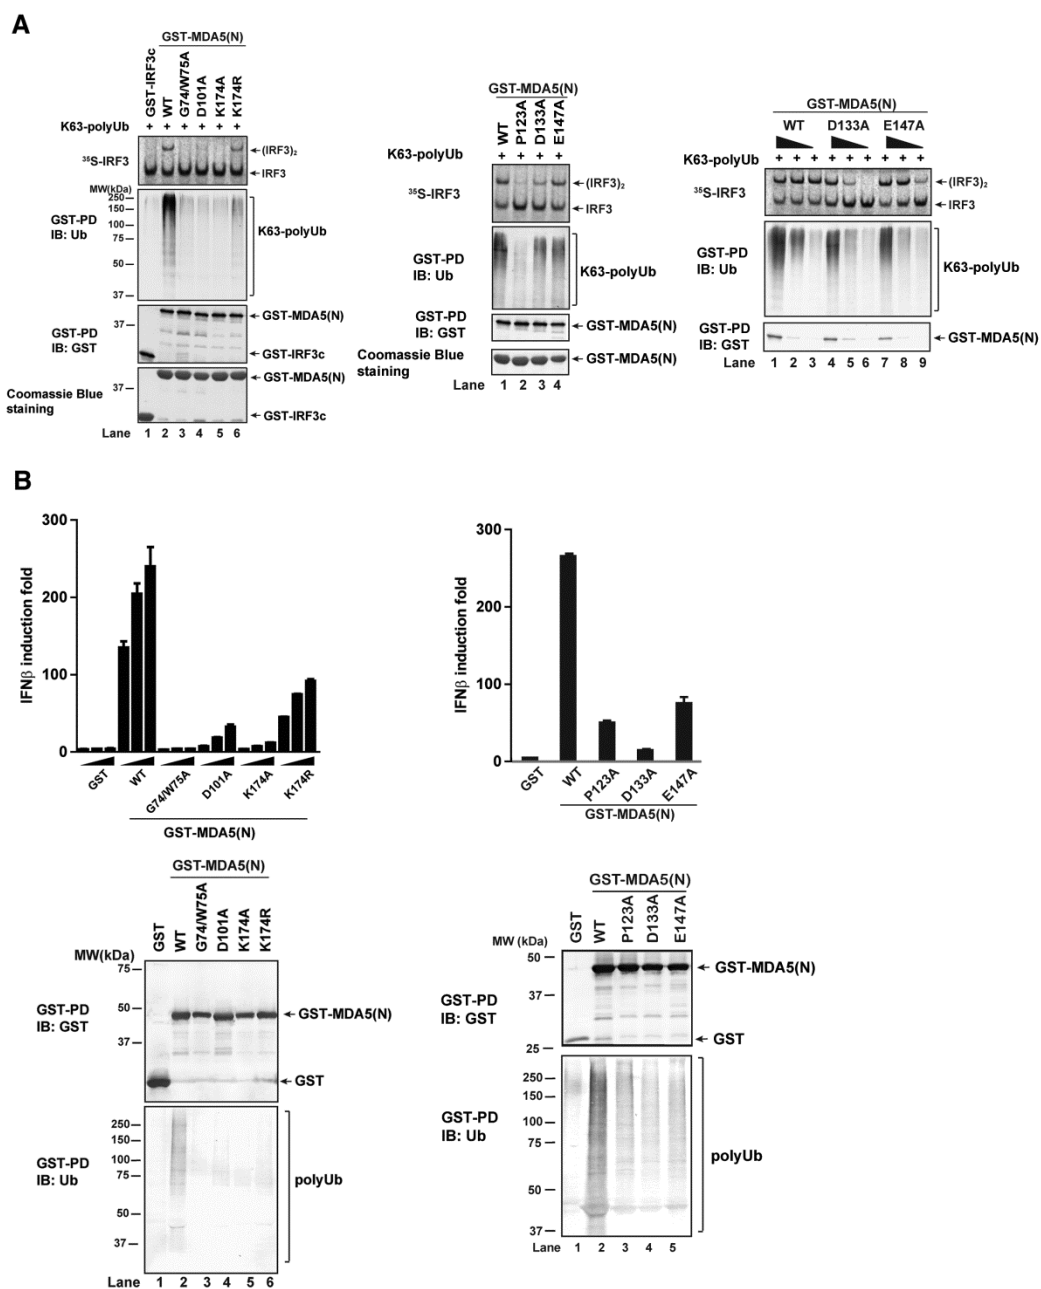 A
GST-MDA5(N)
GST-IRF3c
WT
G74/W75A
D101A
K174A
K174R
K63-polyUb + + + + + +
35S-IRF3
(IRF3)2
IRF3
MW(kDa)
250
150
100
75
50
37
GST-PD
IB: Ub
K63-polyUb
GST-PD
IB: GST
37
GST-MDA5(N)
GST-IRF3c
Coomassie Blue
staining
37
GST-MDA5(N)
GST-IRF3c
Lane 1 2 3 4 5 6
GST-MDA5(N)
WT
P123A
D133A
E147A
K63-polyUb + + + +
35S-IRF3
(IRF3)2
IRF3
GST-PD
IB: Ub
K63-polyUb
GST-PD
IB: GST
GST-MDA5(N)
Coomassie Blue
staining
GST-MDA5(N)
Lane 1 2 3 4
GST-MDA5(N)
WT D133A E147A
K63-polyUb + + + + + + + + +
35S-IRF3
(IRF3)2
IRF3
GST-PD
IB: Ub
K63-polyUb
GST-PD
IB: GST
GST-MDA5(N)
Lane 1 2 3 4 5 6 7 8 9
B
IFNβ induction fold
300
200
100
0
GST
WT
G74/W75A
D101A
K174A
K174R
GST-MDA5(N)
IFNβ induction fold
300
200
100
0
GST
WT
P123A
D133A
E147A
GST-MDA5(N)
GST-MDA5(N)
GST
WT
G74/W75A
D101A
K174A
K174R
MW(kDa)
75
50
37
GST-PD
IB: GST
GST-MDA5(N)
GST
250
150
100
75
50
37
GST-PD
IB: Ub
polyUb
Lane 1 2 3 4 5 6
GST-MDA5(N)
GST
WT
P123A
D133A
E147A
MW (kDa)
50
37
25
GST-PD
IB: GST
GST-MDA5(N)
GST
250
150
100
75
50
37
GST-PD
IB: Ub
polyUb
Lane 1 2 3 4 5